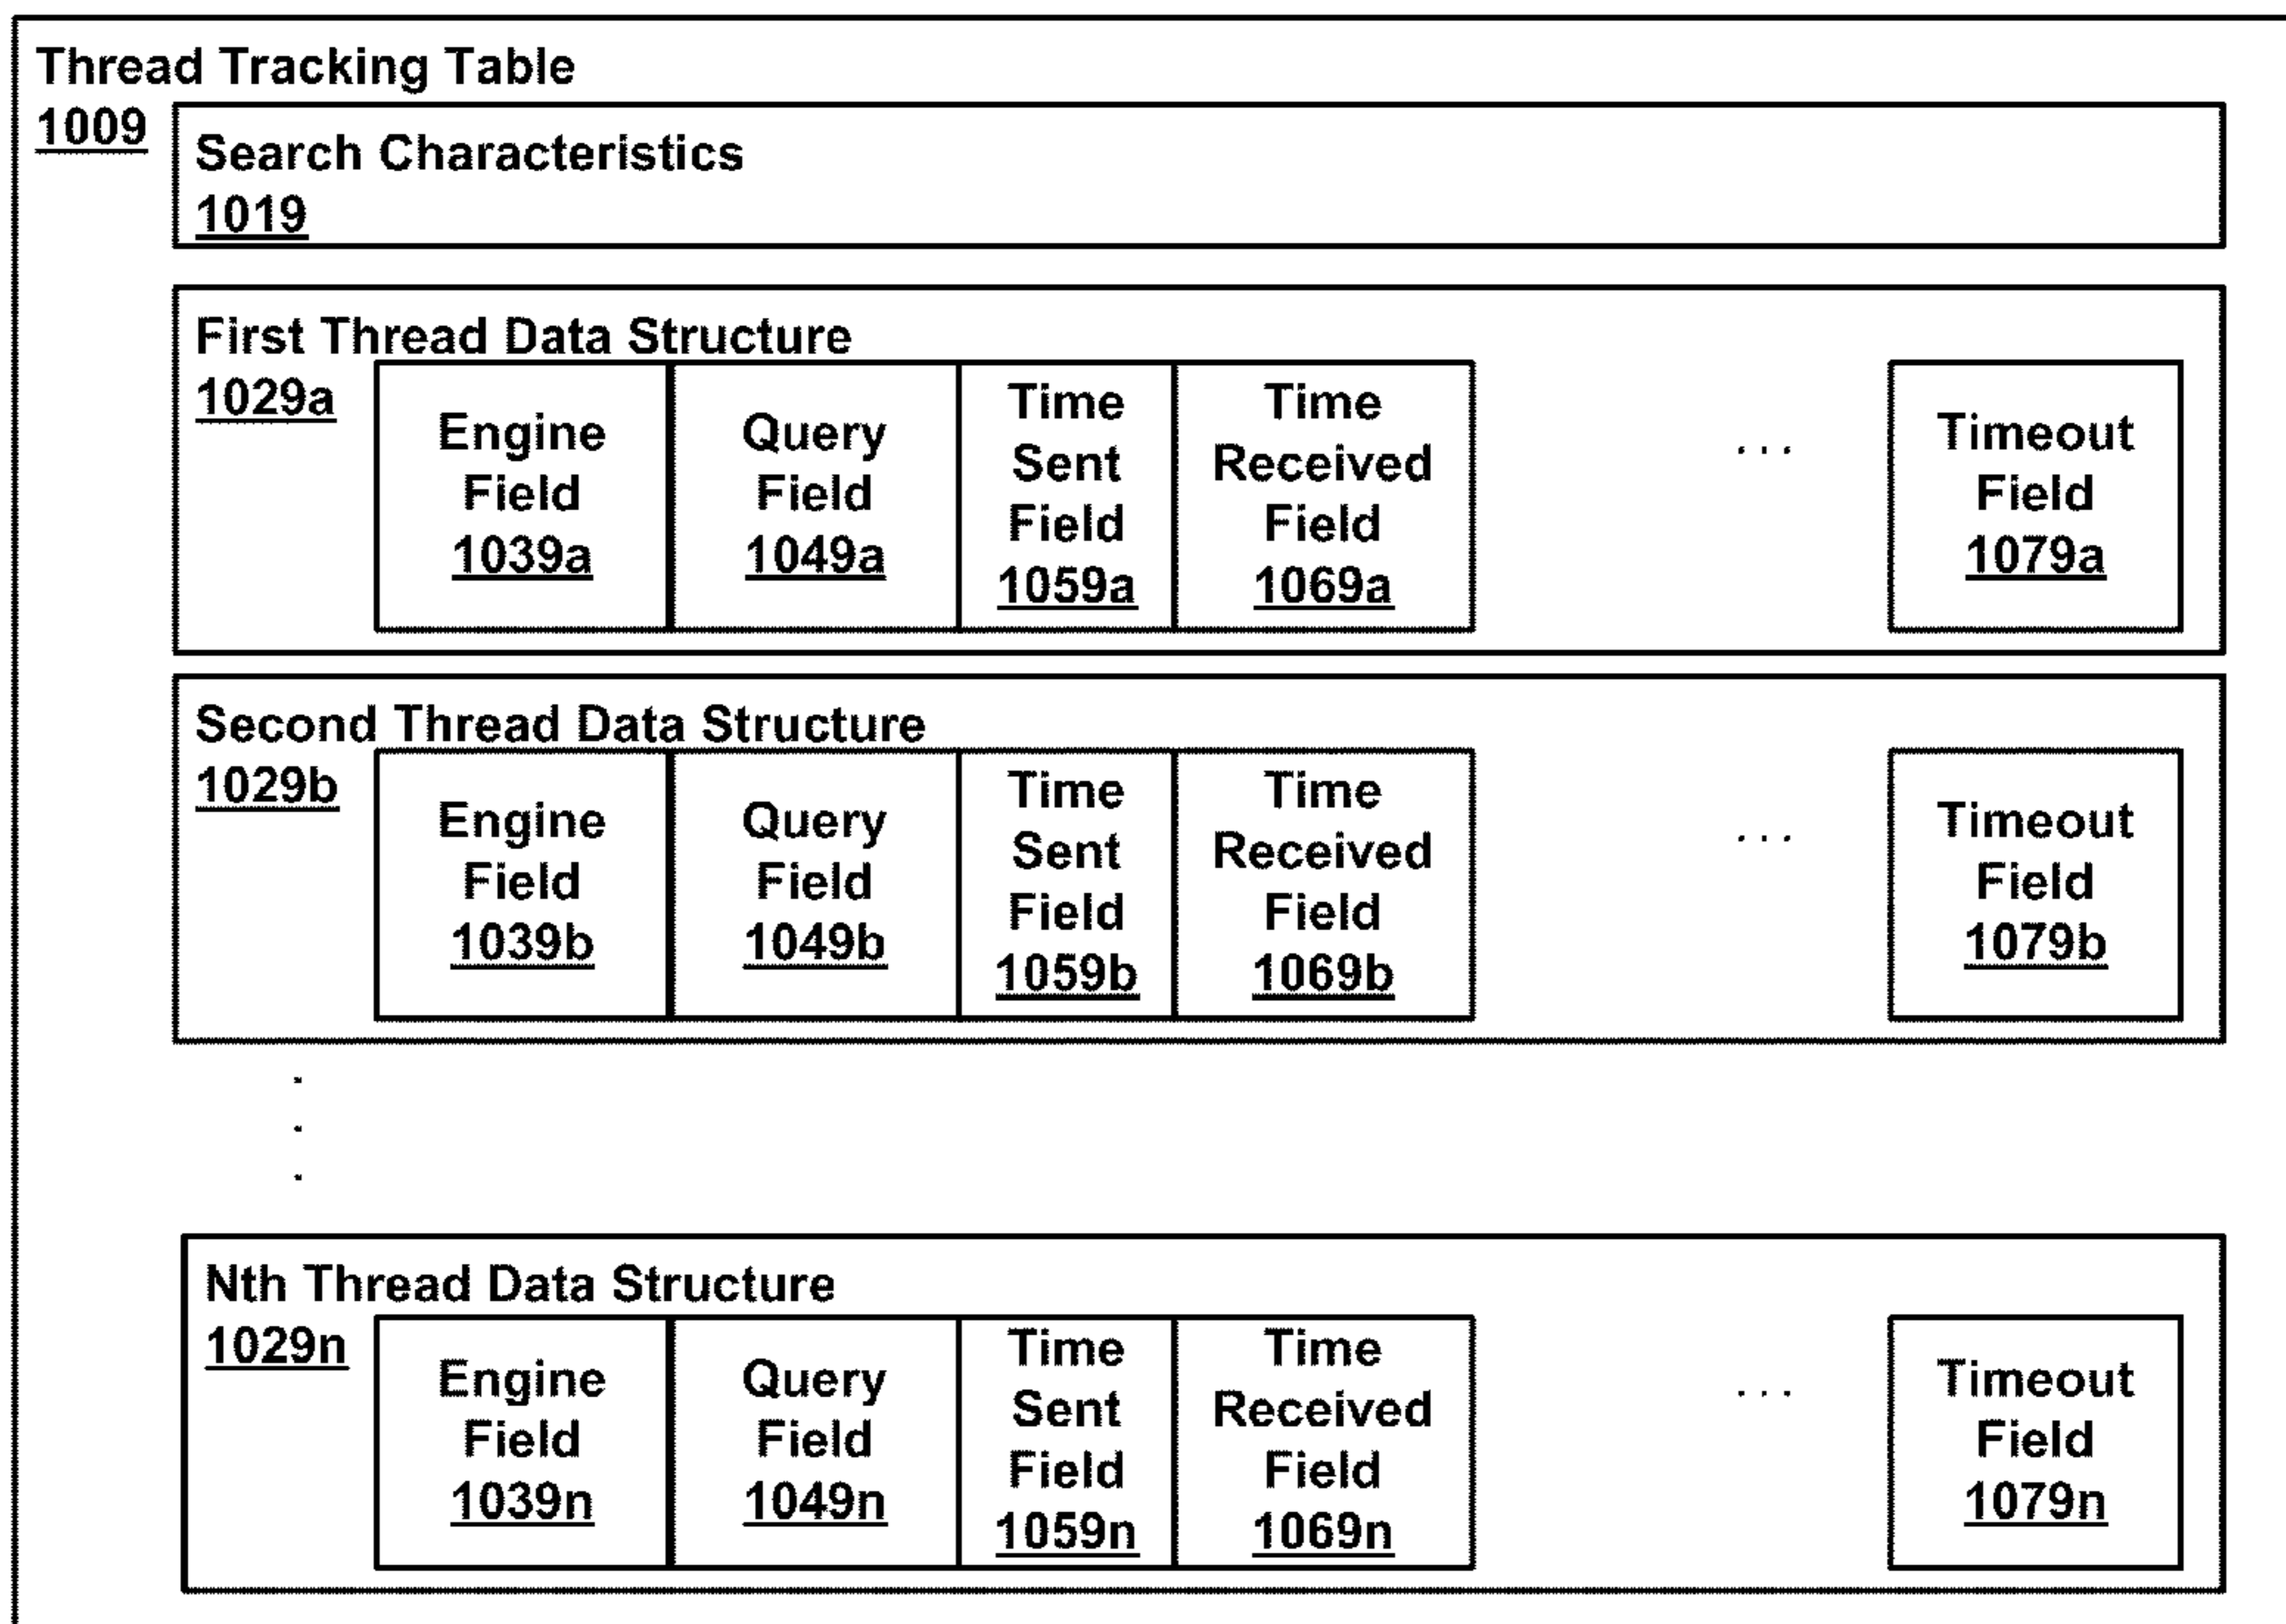 Thread Tracking Table
1009
Search Characteristics
1019
First Thread Data Structure
1029a
Engine
Field
1039a
Query
Field
1049a
Time
Sent
Field
1059a
Time
Received
Field
1069a
...
Timeout
Field
1079a
Second Thread Data Structure
1029b
Engine
Field
1039b
Query
Field
1049b
Time
Sent
Field
1059b
Time
Received
Field
1069b
...
Timeout
Field
1079b
.
.
.
Nth Thread Data Structure
1029n
Engine
Field
1039n
Query
Field
1049n
Time
Sent
Field
1059n
Time
Received
Field
1069n
...
Timeout
Field
1079n